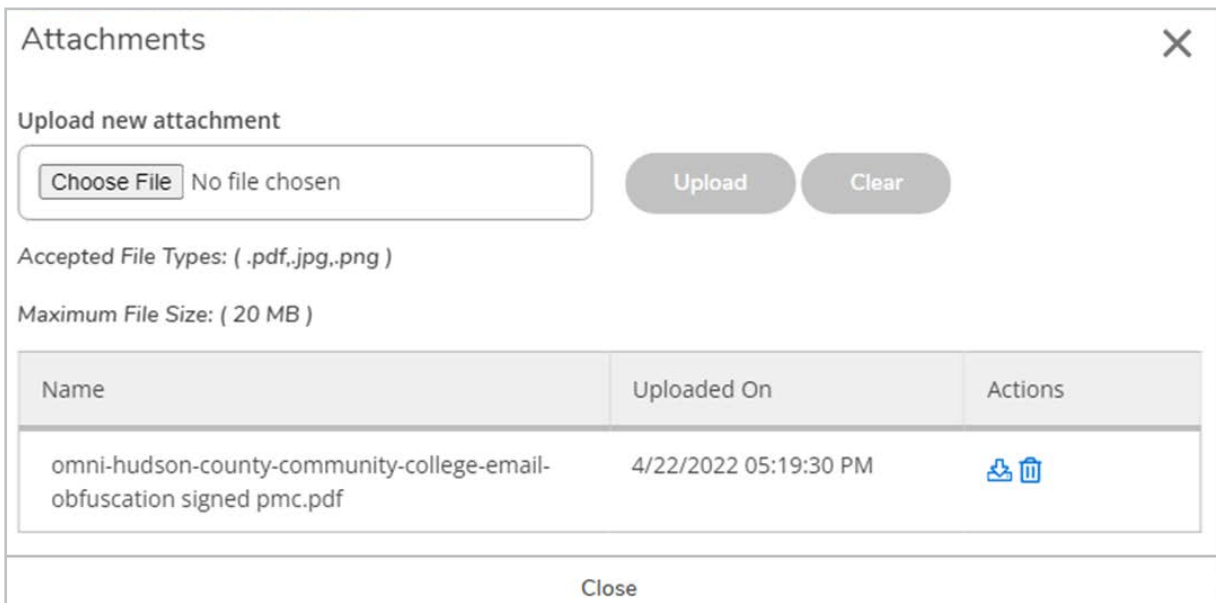 Attachments
Upload new attachment
Choose File No file chosen
Upload
Clear
Accepted File Types: ( .pdf,.jpg,.png )
Maximum File Size: ( 20 MB )
Name Uploaded On Actions
omni-hudson-county-community-college-email- 4/22/2022 05:19:30 PM
obfuscation signed pmc.pdf
Close